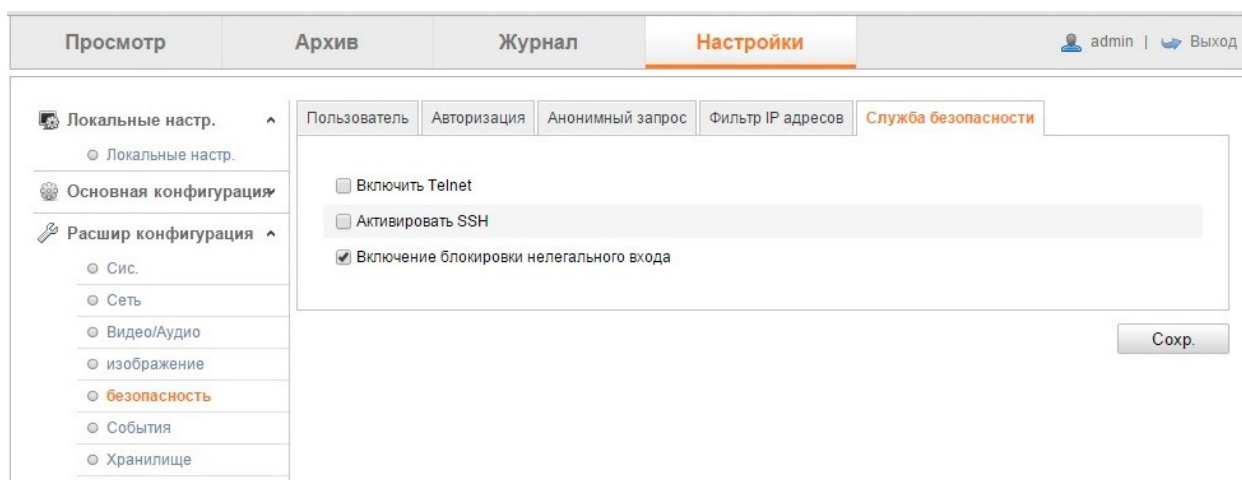 Просмотр Архив Журнал Настройки admin | Выход
Локальные настр.
Локальные настр.
Основная конфигурация
Расшир конфигурация
Сис.
Сеть
Видео/Аудио
изображение
безопасность
События
Хранилище
Пользователь Авторизация Анонимный запрос Фильтр IP адресов Служба безопасности
Включить Telnet
Активировать SSH
Включение блокировки нелегального входа
Сохр.